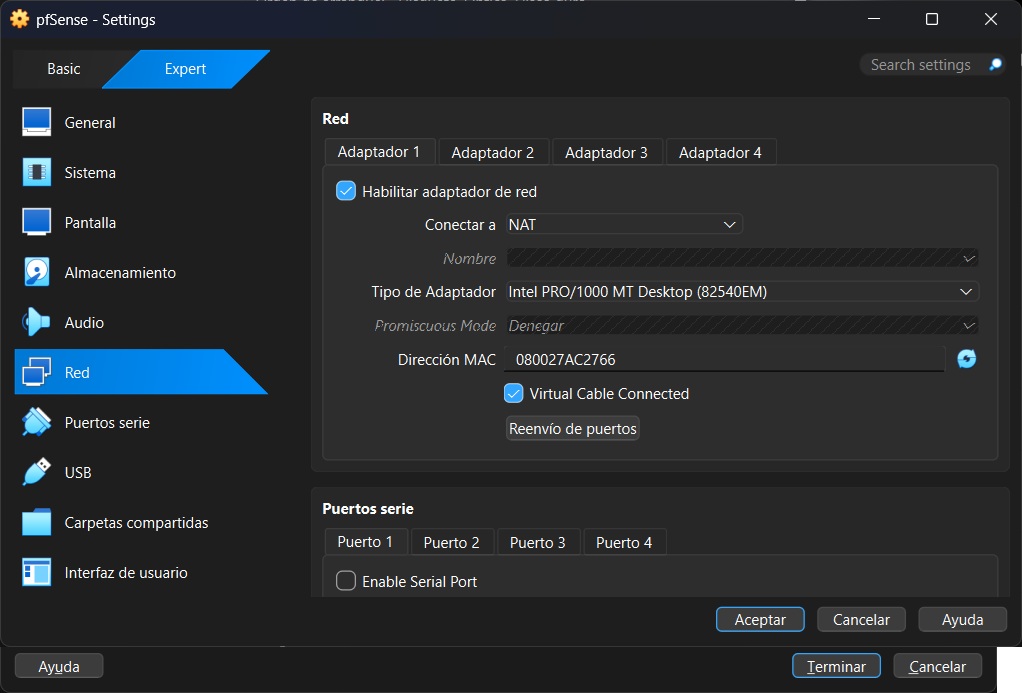 pfSense - Settings
Basic
Expert
Search settings
General
Sistema
Pantalla
Almacenamiento
Audio
Red
Puertos serie
USB
Carpetas compartidas
Interfaz de usuario
Red
Adaptador 1
Adaptador 2
Adaptador 3
Adaptador 4
Habilitar adaptador de red
Conectar a NAT
Nombre
Tipo de Adaptador Intel PRO/1000 MT Desktop (82540EM)
Promiscuous Mode Denegar
Dirección MAC 080027AC2766
Virtual Cable Connected
Reenvío de puertos
Puertos serie
Puerto 1
Puerto 2
Puerto 3
Puerto 4
Enable Serial Port
Aceptar
Cancelar
Ayuda
Ayuda
Terminar
Cancelar